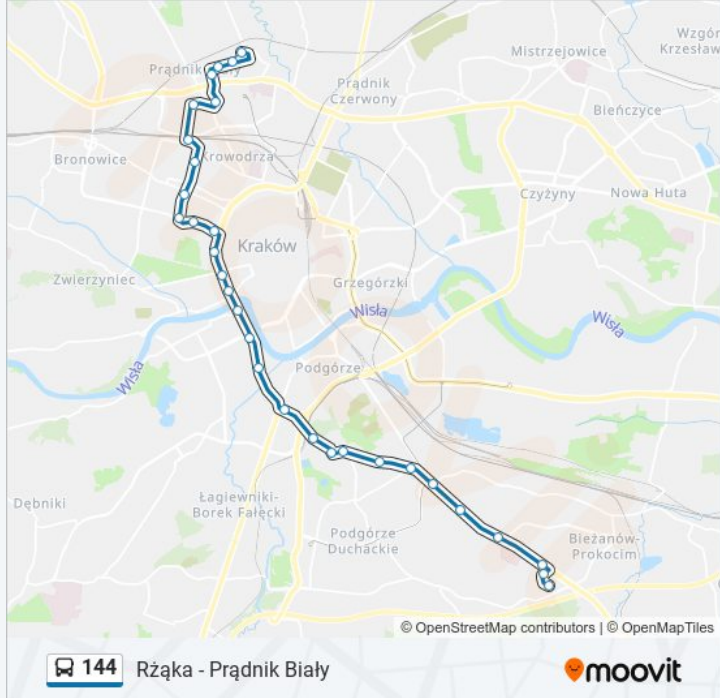 Mistrzejowice
Wzgór
Krzesław
Prądnik Biały
Prądnik
Czerwony
Bieńczyce
Bronowice
Krowodrza
Czyżyny
Nowa Huta
Kraków
Zwierzyniec
Grzegórzki
Wisła
Wisła
Wisła
Podgórze
Dębniki
Łagiewniki-
Borek Fałęcki
Podgórze
Duchackie
Bieżanów-
Prokocim
© OpenStreetMap contributors | © OpenMapTiles
144 Rżąka - Prądnik Biały
moovit